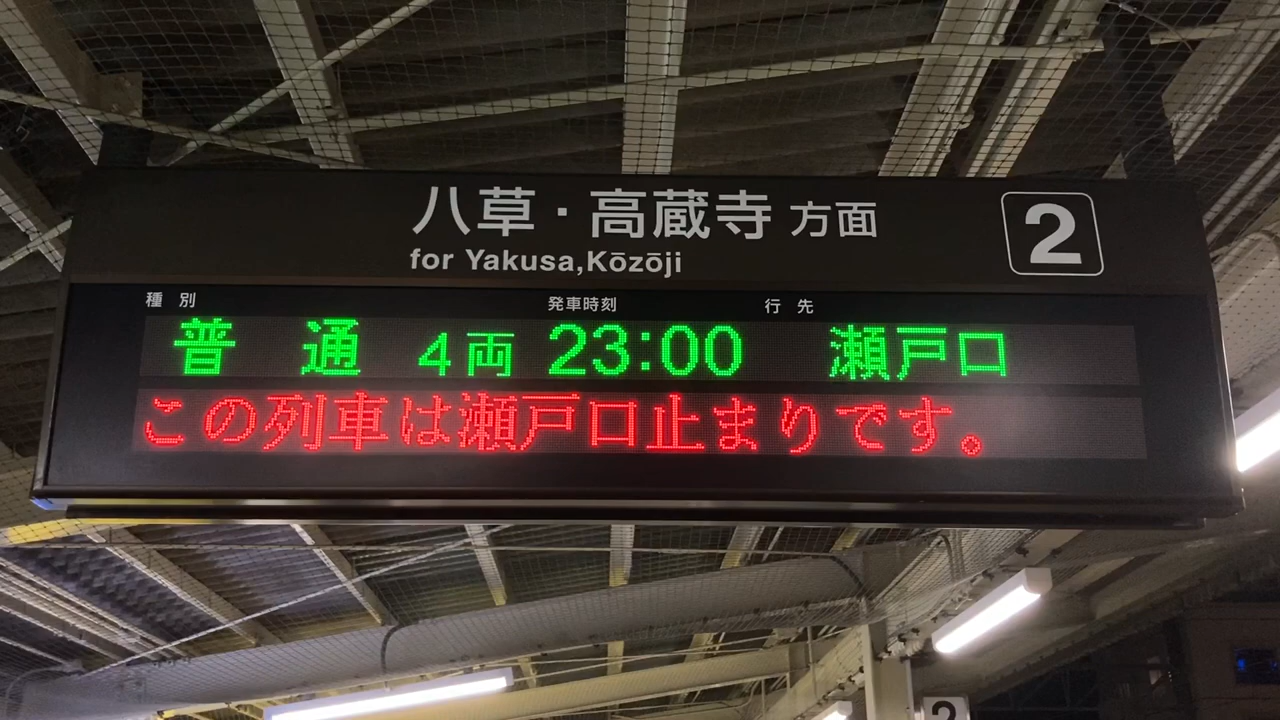 八草・高蔵寺 方面
for Yakusa,Kōzōji
2
種別 発車時刻 行先
普通 4両 23:00 瀬戸口
この列車は瀬戸口止まりです。
2